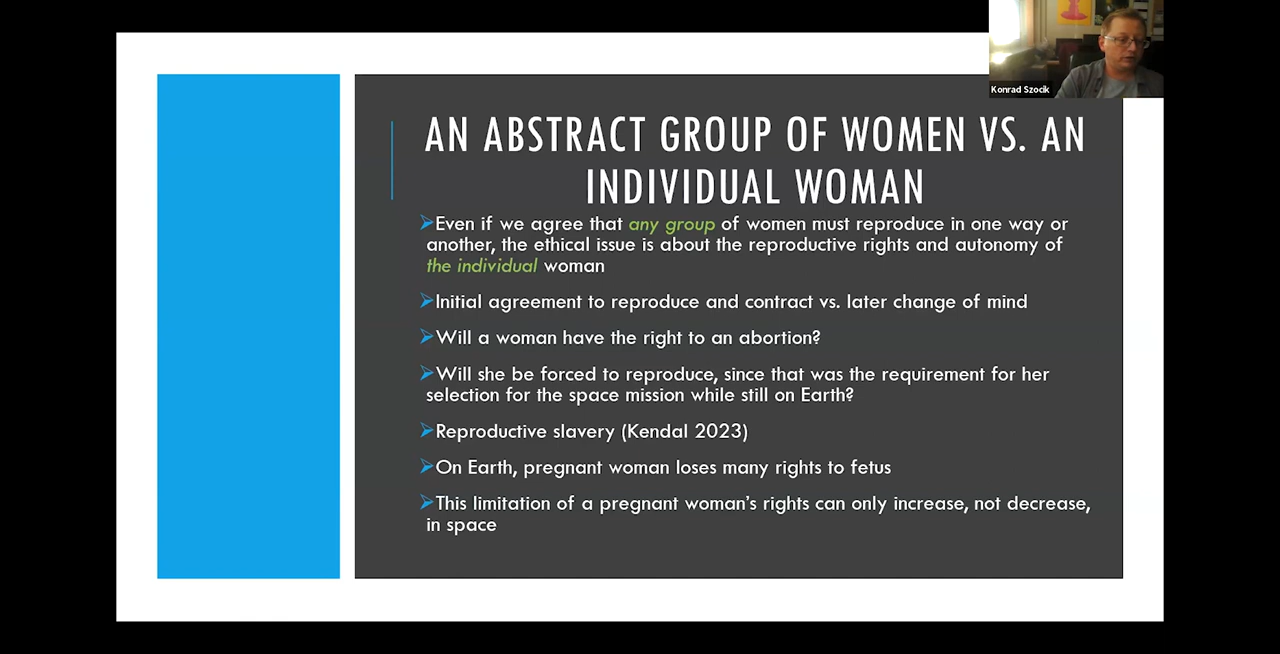 Konrad Szocik
AN ABSTRACT GROUP OF WOMEN VS. AN
INDIVIDUAL WOMAN
➢Even if we agree that any group of women must reproduce in one way or
another, the ethical issue is about the reproductive rights and autonomy of
the individual woman
➢Initial agreement to reproduce and contract vs. later change of mind
➢Will a woman have the right to an abortion?
➢Will she be forced to reproduce, since that was the requirement for her
selection for the space mission while still on Earth?
➢Reproductive slavery (Kendal 2023)
➢On Earth, pregnant woman loses many rights to fetus
➢This limitation of a pregnant woman’s rights can only increase, not decrease,
in space